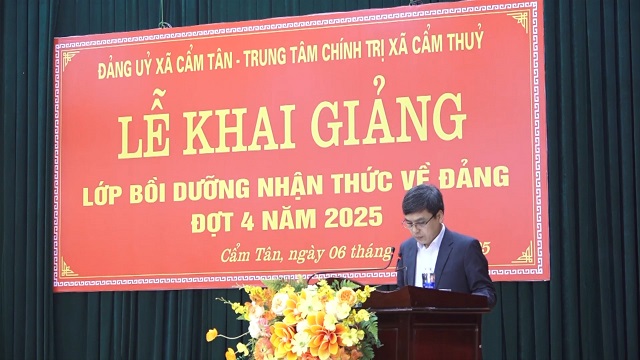 ĐẢNG UỶ XÃ CẨM TÂN - TRUNG TÂM CHÍNH TRỊ XÃ CẨM THUỶ
LỄ KHAI GIẢNG
LỚP BỒI DƯỠNG NHẬN THỨC VỀ ĐẢNG
ĐỢT 4 NĂM 2025
Cẩm Tân, ngày 06 tháng